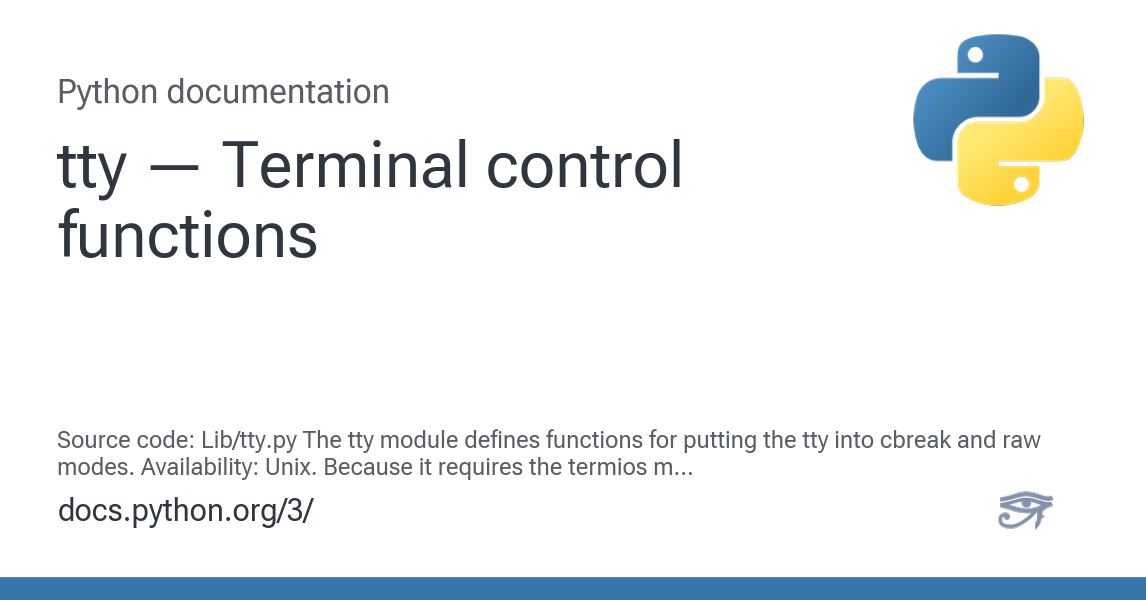 Python documentation
tty — Terminal control
functions
Source code: Lib/tty.py The tty module defines functions for putting the tty into cbreak and raw
modes. Availability: Unix. Because it requires the termios m...
docs.python.org/3/